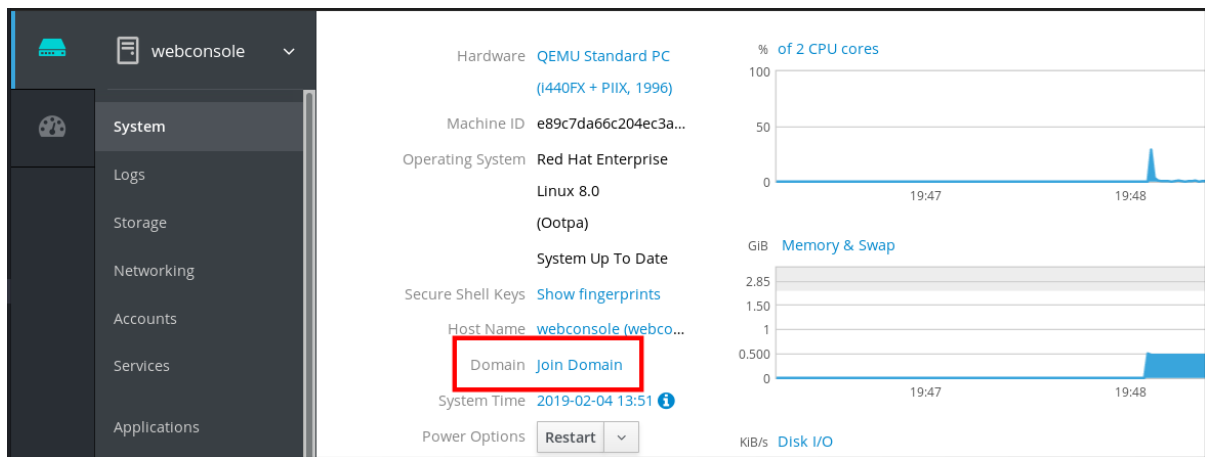 webconsole
System
Logs
Storage
Networking
Accounts
Services
Applications
Hardware QEMU Standard PC
(i440FX + PIIX, 1996)
Machine ID e89c7da66c204ec3a...
Operating System Red Hat Enterprise
Linux 8.0
(Ootpa)
System Up To Date
Secure Shell Keys Show fingerprints
Host Name webconsole (webco...
Domain Join Domain
System Time 2019-02-04 13:51
Power Options Restart
% of 2 CPU cores
100
50
0
19:47 19:48
GiB Memory & Swap
2.85
1.50
1
0.500
0
19:47 19:48
KiB/s Disk I/O